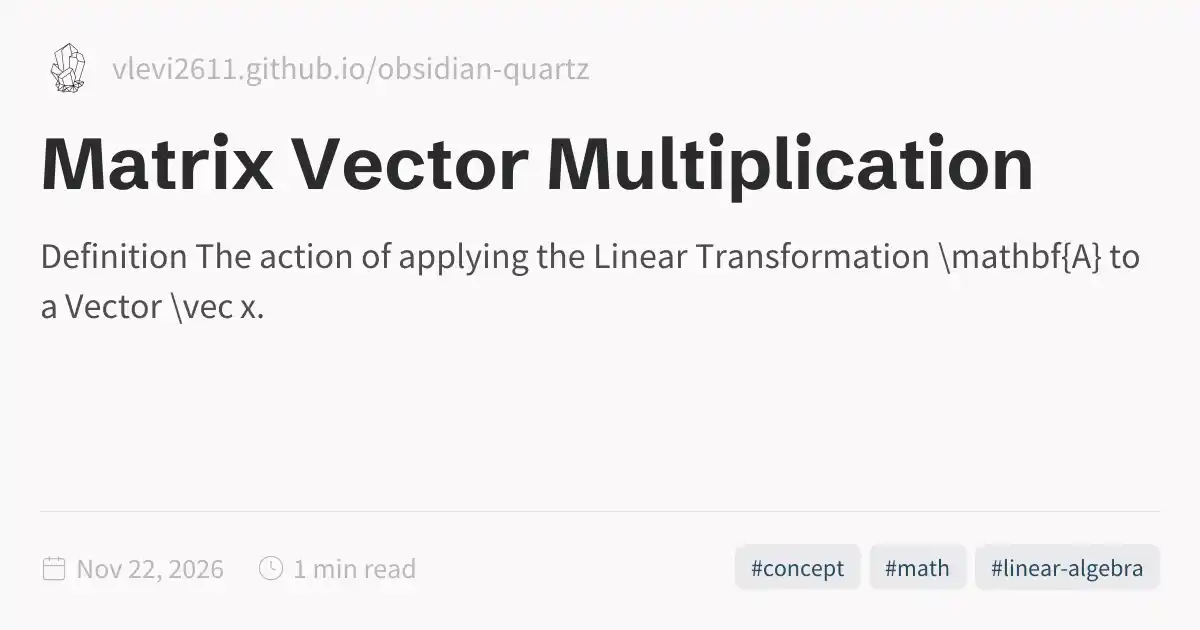 vlevi2611.github.io/obsidian-quartz
Matrix Vector Multiplication
Definition The action of applying the Linear Transformation \mathbf{A} to
a Vector \vec x.
Nov 22, 2026 1 min read #concept #math #linear-algebra